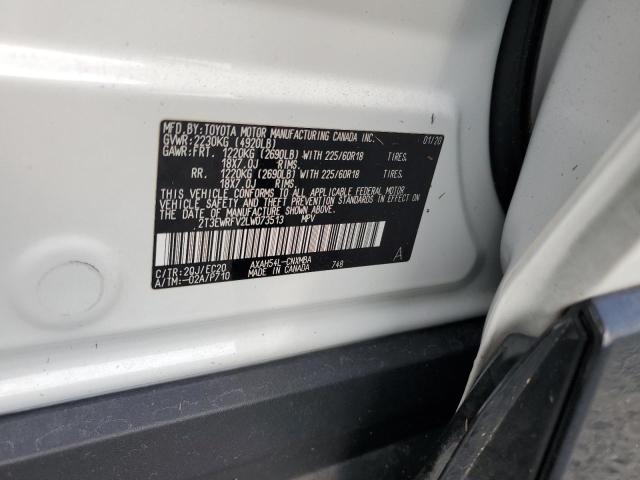 MFD.BY:TOYOTA MOTOR MANUFACTURING CANADA INC. 01/20
GVWR:2230KG (4920LB)
GAWR:FRT. 1220KG (2690LB) WITH 225/60R18 TIRES,
18X7.0J RIMS.
RR. 1220KG (2690LB) WITH 225/60R18 TIRES,
18X7.0J RIMS.
THIS VEHICLE CONFORMS TO ALL APPLICABLE FEDERAL MOTOR
VEHICLE SAFETY AND THEFT PREVENTION STANDARDS IN EFFECT ON
THE DATE OF MANUFACTURE SHOWN ABOVE.
2T3EWRFV2LW073513 MPV
C/TR:2QJ/EC20 AXAH54L-CNXMBA 748 A
A/TM:-02A/P710 MADE IN CANADA